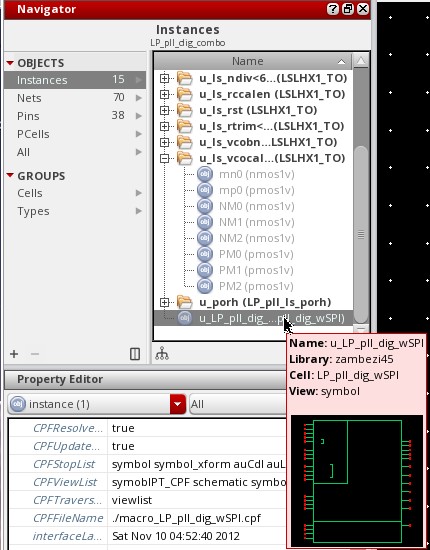 Navigator
Instances
LP_pll_dig_combo
OBJECTS
Instances 15
Nets 70
Pins 38
PCells
All
GROUPS
Cells
Types
Name
u_ls_ndiv<6...(LSLHX1_TO)
u_ls_rccalen (LSLHX1_TO)
u_ls_rst (LSLHX1_TO)
u_ls_rtrim<...(LSLHX1_TO)
u_ls_vcobn...LSLHX1_TO)
u_ls_vcocal...(LSLHX1_TO)
mn0 (nmos1v)
mp0 (nmos1v)
NM0 (nmos1v)
NM1 (nmos1v)
NM2 (nmos1v)
PM0 (pmos1v)
PM1 (pmos1v)
PM2 (pmos1v)
u_porh (LP_pll_ls_porh)
u_LP_pll_dig_...pll_dig_wSPI)
Name: u_LP_pll_dig_wSPI
Library: zambezi45
Cell: LP_pll_dig_wSPI
View: symbol
Property Editor
instance (1)
All
CPFResolve... true
CPFUpdate... true
CPFStopList symbol symbol_xform auCdl auL
CPFViewList symbIPT_CPF schematic symbo
CPFTravers... viewlist
CPFFileName ./macro_LP_pll_dig_wSPI.cpf
interfaceLa... Sat Nov 10 04:52:40 2012